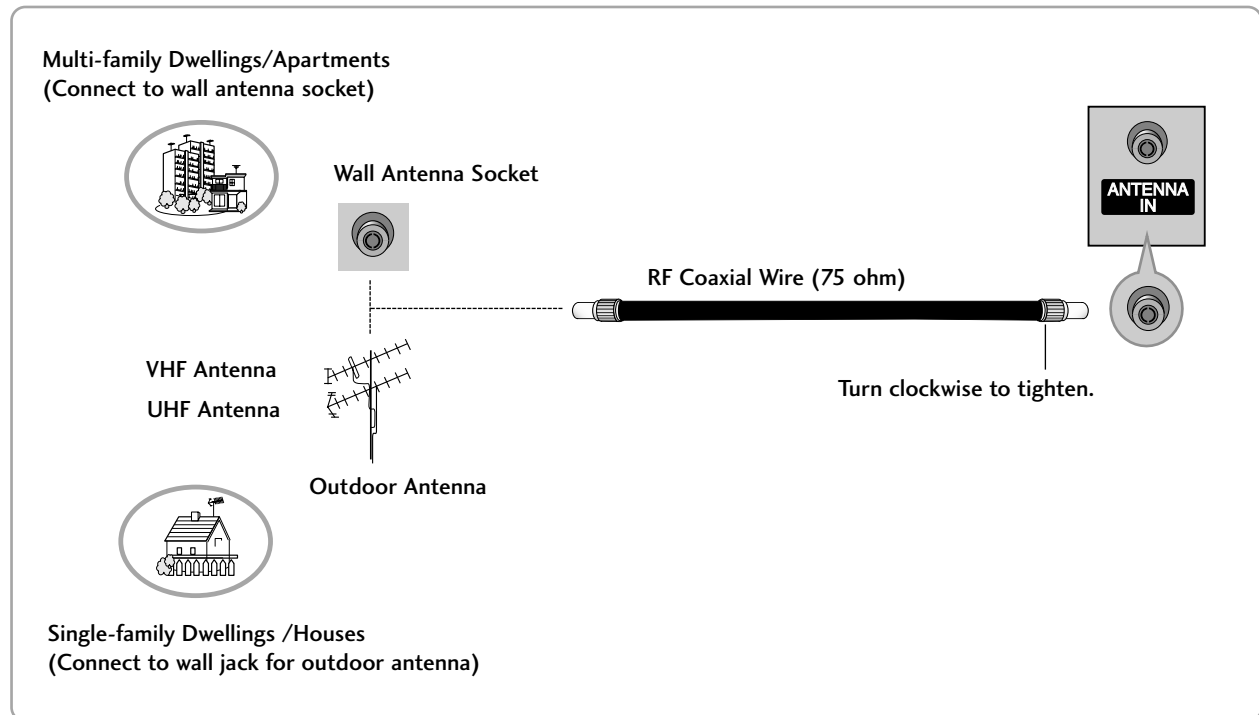 Multi-family Dwellings/Apartments
(Connect to wall antenna socket)
Wall Antenna Socket
ANTENNA
IN
RF Coaxial Wire (75 ohm)
VHF Antenna
UHF Antenna
Turn clockwise to tighten.
Outdoor Antenna
Single-family Dwellings /Houses
(Connect to wall jack for outdoor antenna)